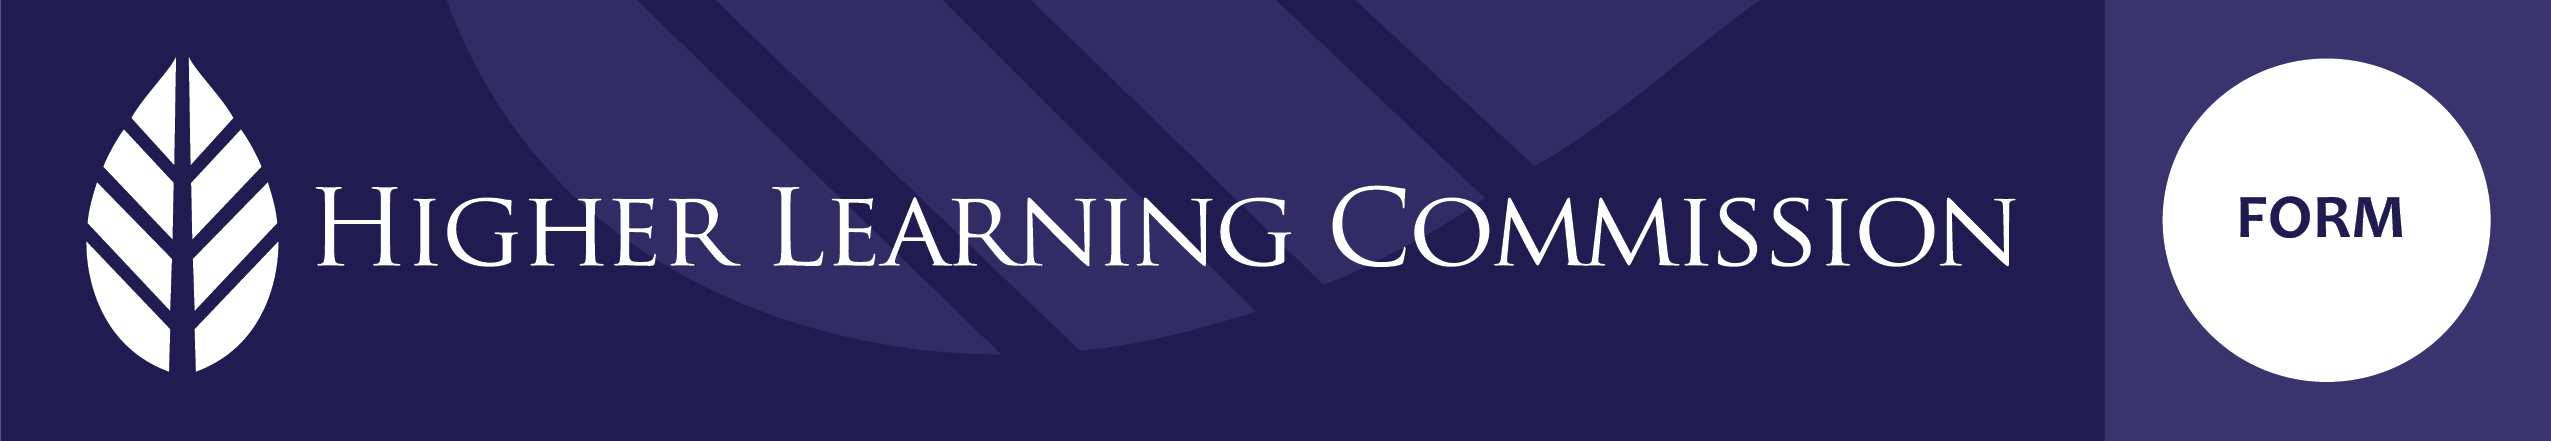 HIGHER LEARNING COMMISSION
FORM